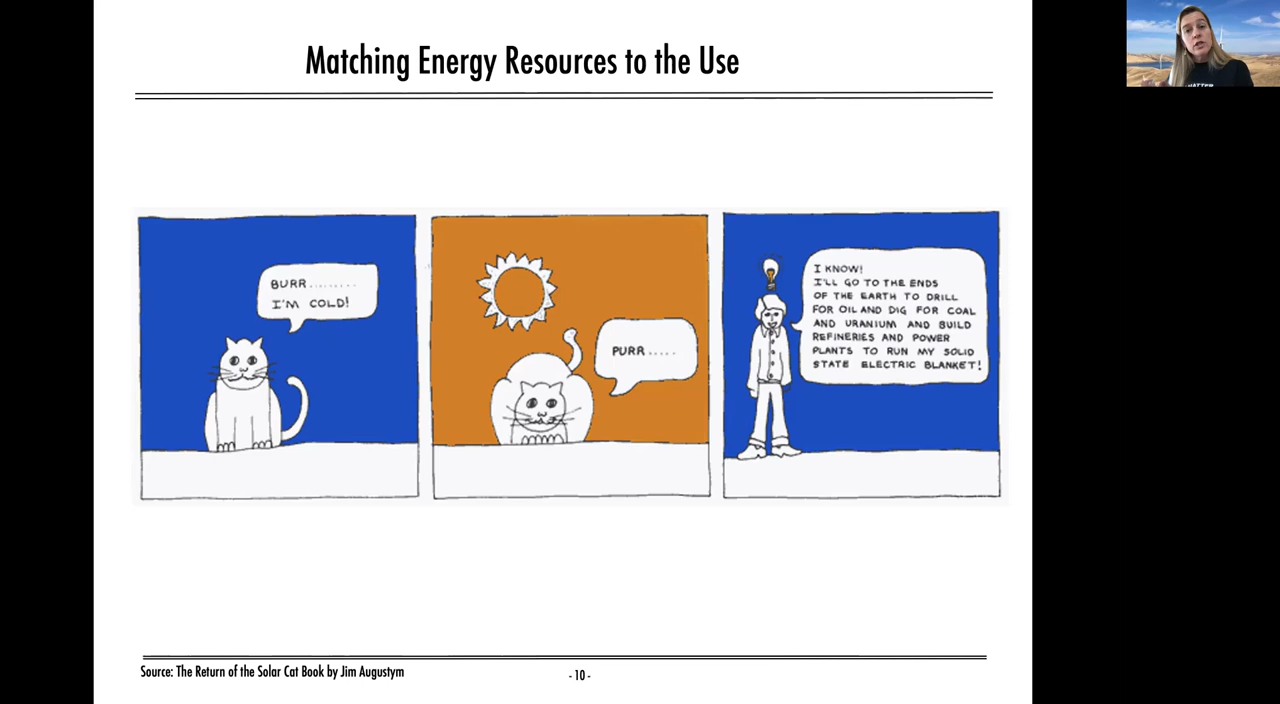 Matching Energy Resources to the Use
BURR.........
I'M COLD!
PURR.....
I KNOW!
I'LL GO TO THE ENDS
OF THE EARTH TO DRILL
FOR OIL AND DIG FOR COAL
AND URANIUM AND BUILD
REFINERIES AND POWER
PLANTS TO RUN MY SOLID
STATE ELECTRIC BLANKET!
Source: The Return of the Solar Cat Book by Jim Augustym
- 10 -